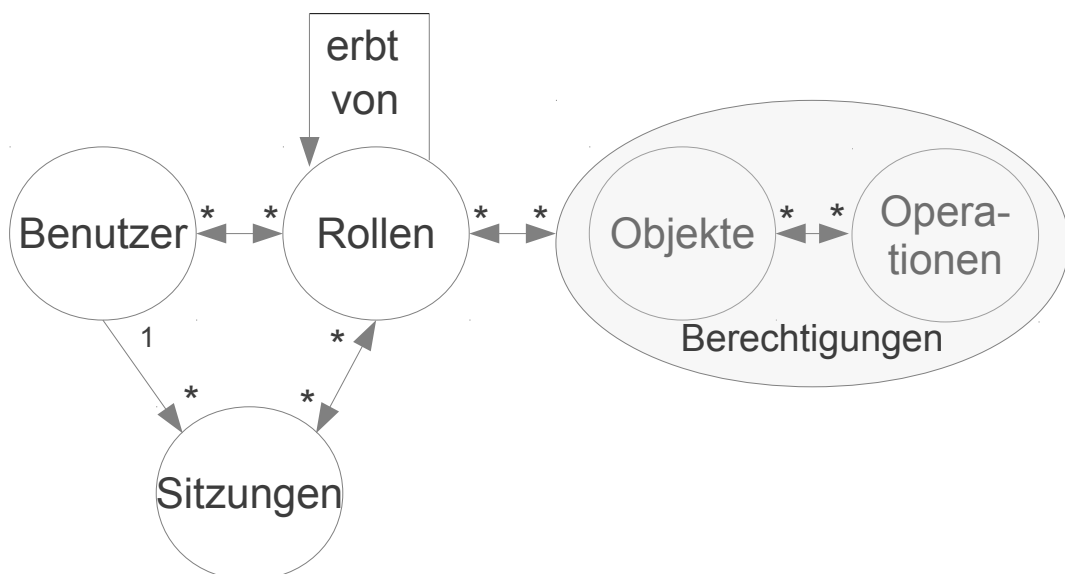 erbt
von
Benutzer
*
*
Rollen
*
*
Objekte
*
*
Opera-
tionen
Berechtigungen
1
*
*
*
Sitzungen